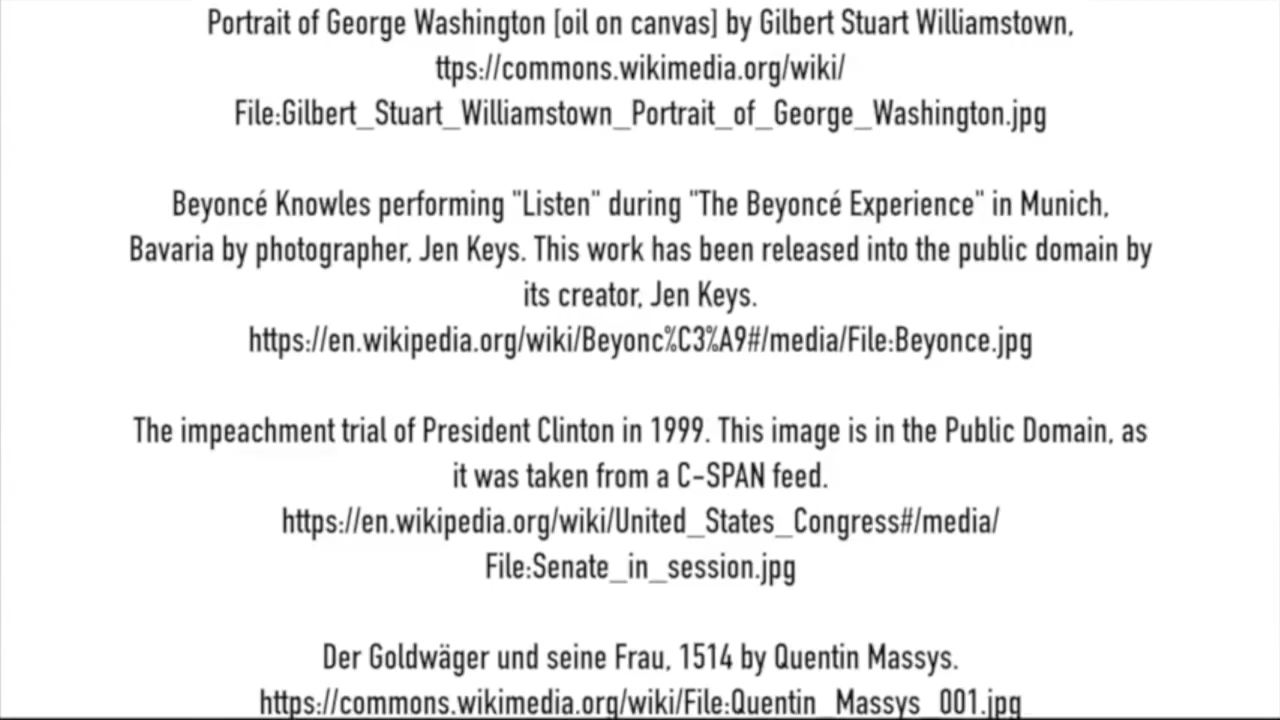 Portrait of George Washington [oil on canvas] by Gilbert Stuart Williamstown,
ttps://commons.wikimedia.org/wiki/
File:Gilbert_Stuart_Williamstown_Portrait_of_George_Washington.jpg
Beyoncé Knowles performing "Listen" during "The Beyoncé Experience" in Munich,
Bavaria by photographer, Jen Keys. This work has been released into the public domain by
its creator, Jen Keys.
https://en.wikipedia.org/wiki/Beyonc%C3%A9#/media/File:Beyonce.jpg
The impeachment trial of President Clinton in 1999. This image is in the Public Domain, as
it was taken from a C-SPAN feed.
https://en.wikipedia.org/wiki/United_States_Congress#/media/
File:Senate_in_session.jpg
Der Goldwäger und seine Frau, 1514 by Quentin Massys.
https://commons.wikimedia.org/wiki/File:Quentin_Massys_001.jpg